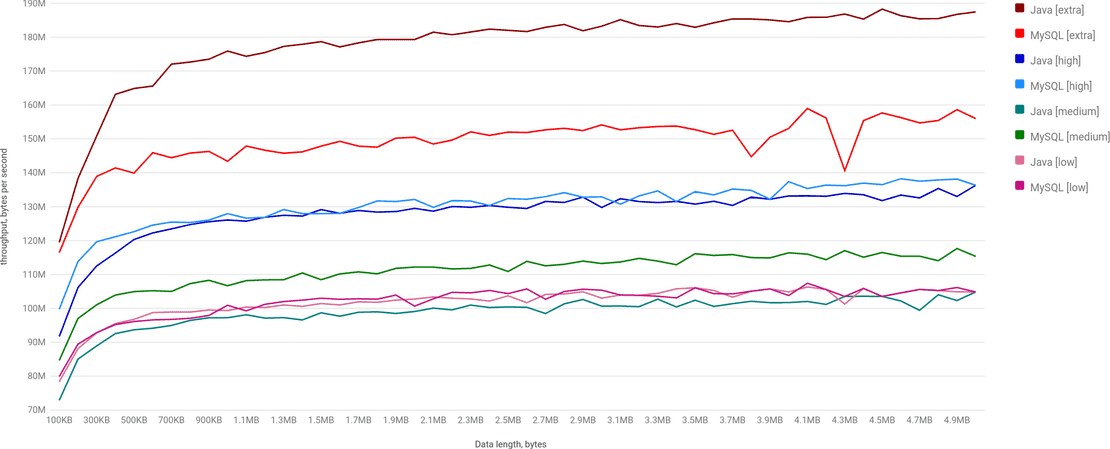 190M
180M
170M
160M
150M
140M
130M
120M
110M
100M
90M
80M
70M
throughput, bytes per second
100KB 300KB 500KB 700KB 900KB 1.1MB 1.3MB 1.5MB 1.7MB 1.9MB 2.1MB 2.3MB 2.5MB 2.7MB 2.9MB 3.1MB 3.3MB 3.5MB 3.7MB 3.9MB 4.1MB 4.3MB 4.5MB 4.7MB 4.9MB
Data length, bytes
Java [extra]
MySQL [extra]
Java [high]
MySQL [high]
Java [medium]
MySQL [medium]
Java [low]
MySQL [low]